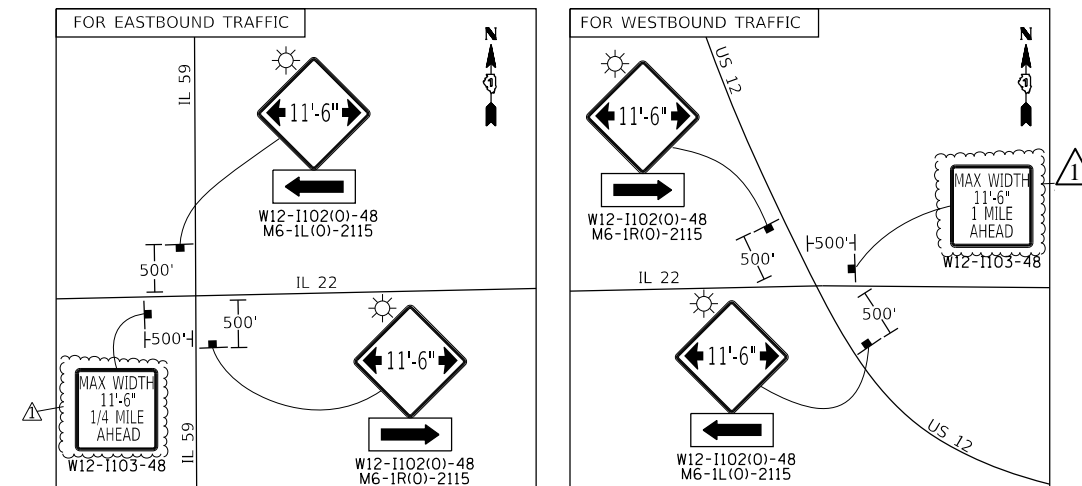 FOR EASTBOUND TRAFFIC
N
1
IL 59
11'-6"
W12-I102(O)-48
M6-1L(O)-2115
500'
IL 22
500'
500'
11'-6"
MAX WIDTH
11'-6"
1/4 MILE
AHEAD
1
W12-I103-48
IL 59
W12-I102(O)-48
M6-1R(O)-2115
FOR WESTBOUND TRAFFIC
N
1
US 12
11'-6"
W12-I102(O)-48
M6-1R(O)-2115
MAX WIDTH
11'-6"
1 MILE
AHEAD
1
W12-I103-48
500'
500'
IL 22
500'
11'-6"
W12-I102(O)-48
M6-1L(O)-2115
US 12